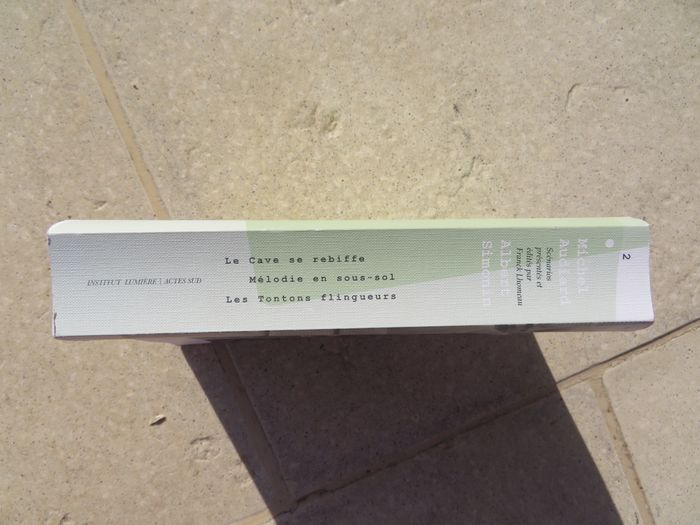 2
Michel
Audiard
Albert
Simonin
Scénarios
présentés et
édités par
Franck Lhomeau
Le Cave se rebiffe
Mélodie en sous-sol
Les Tontons flingueurs
INSTITUT LUMIÈRE | ACTES SUD